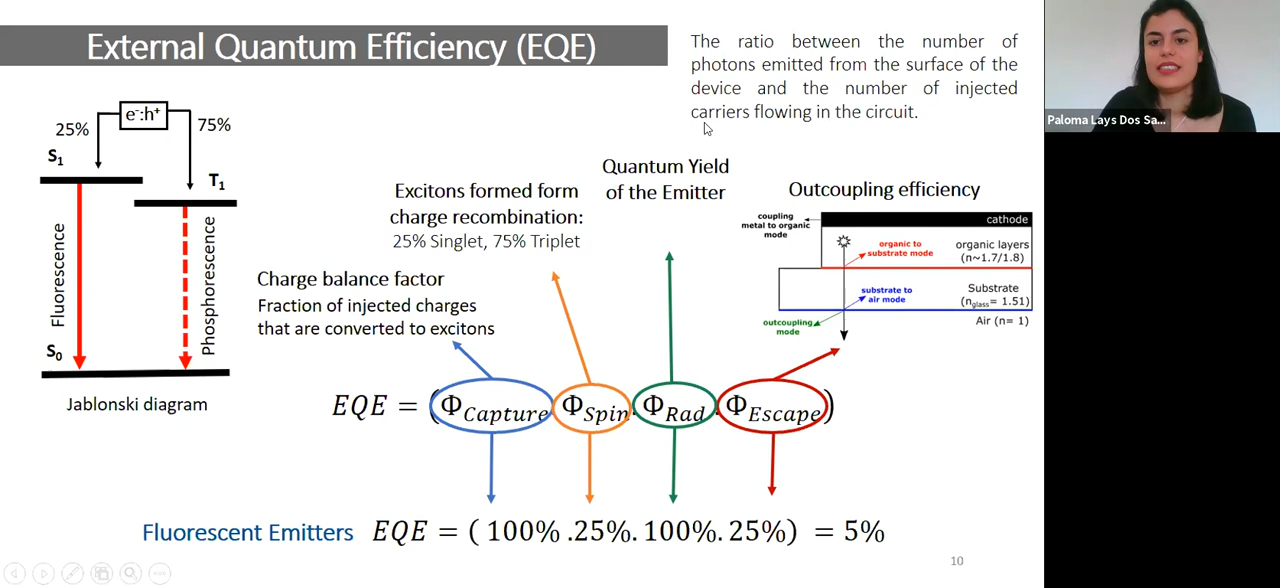 External Quantum Efficiency (EQE)
The ratio between the number of
photons emitted from the surface of the
device and the number of injected
carriers flowing in the circuit.
Paloma Lays Dos Sa...
e⁻:h⁺
25%
75%
S₁
T₁
Fluorescence
Phosphorescence
S₀
Jablonski diagram
Charge balance factor
Fraction of injected charges
that are converted to excitons
Excitons formed form
charge recombination:
25% Singlet, 75% Triplet
Quantum Yield
of the Emitter
Outcoupling efficiency
coupling
metal to organic
mode
cathode
organic to
substrate mode
organic layers
(n~1.7/1.8)
substrate to
air mode
Substrate
(nglass= 1.51)
outcoupling
mode
Air (n= 1)
EQE = (ΦCapture.ΦSpin.ΦRad.ΦEscape)
Fluorescent Emitters EQE = ( 100% .25%. 100%. 25%) = 5%
10